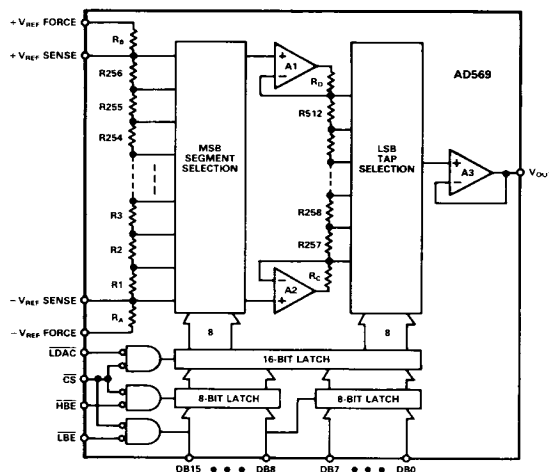 + VREF FORCE
+ VREF SENSE
RB
R256
R255
R254
R3
R2
R1
RA
− VREF SENSE
− VREF FORCE
MSB
SEGMENT
SELECTION
+
A1
−
RD
R512
R258
R257
RC
−
A2
+
LSB
TAP
SELECTION
AD569
+
A3
−
VOU
8
8
LDAC
CS
HBE
LBE
16-BIT LATCH
8-BIT LATCH
8-BIT LATCH
DB15 • • • DB8
DB7 • • • DB0